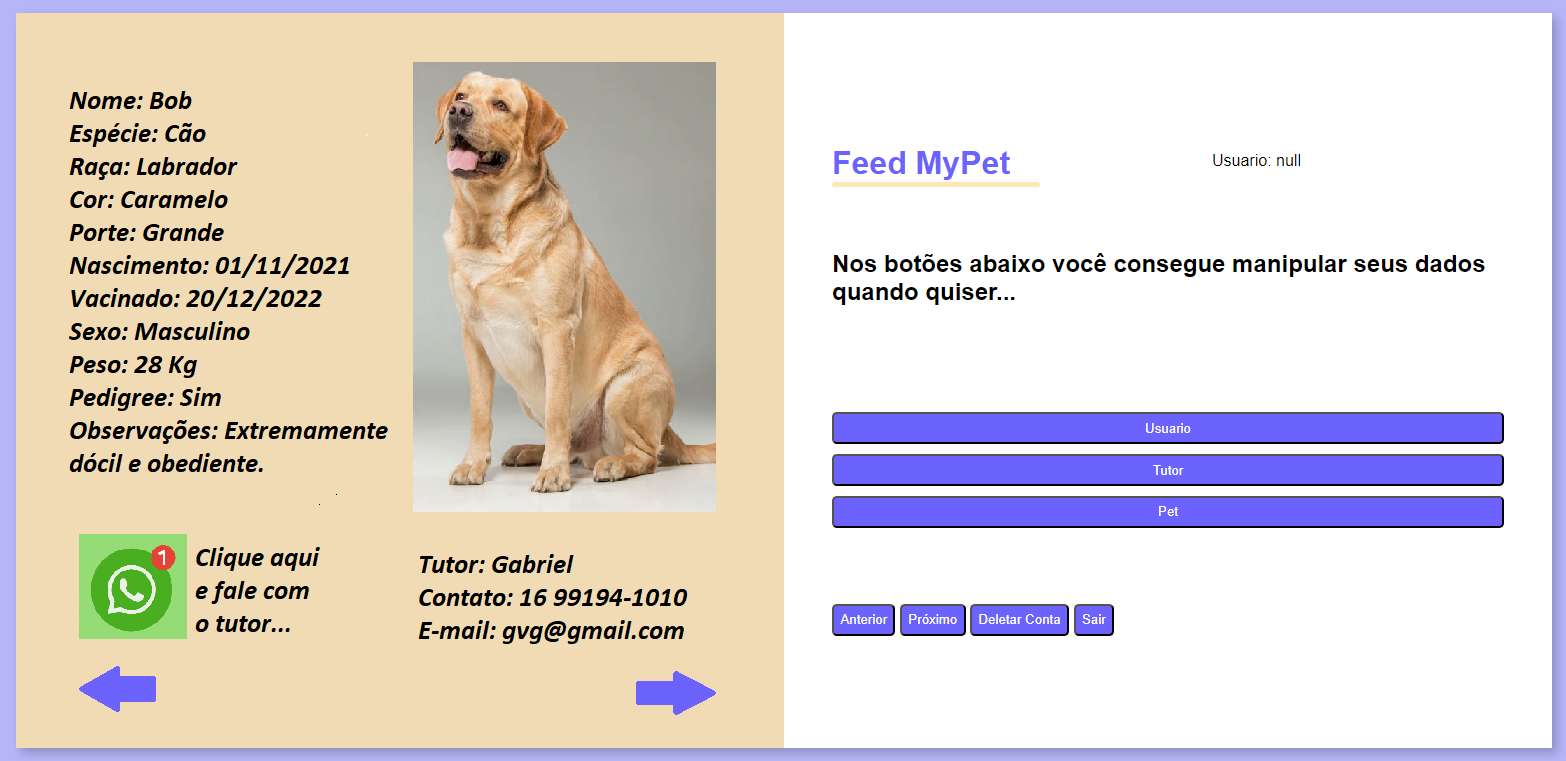 Nome: Bob
Espécie: Cão
Raça: Labrador
Cor: Caramelo
Porte: Grande
Nascimento: 01/11/2021
Vacinado: 20/12/2022
Sexo: Masculino
Peso: 28 Kg
Pedigree: Sim
Observações: Extremamente
dócil e obediente.
1
Clique aqui
e fale com
o tutor...
Tutor: Gabriel
Contato: 16 99194-1010
E-mail: gvg@gmail.com
Feed MyPet
Usuario: null
Nos botões abaixo você consegue manipular seus dados
quando quiser...
Usuario
Tutor
Pet
Anterior Próximo Deletar Conta Sair